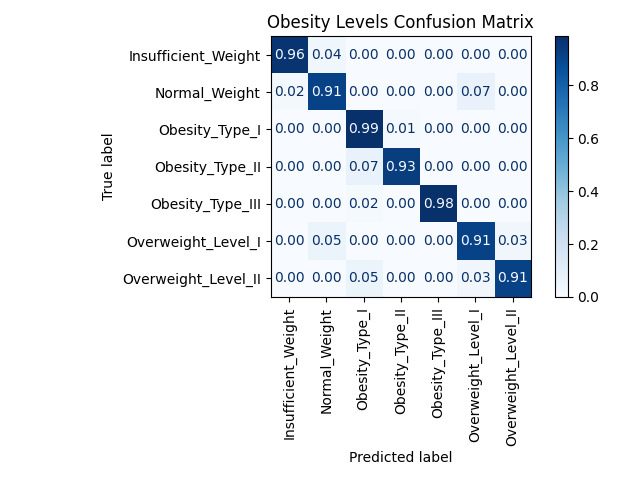 Obesity Levels Confusion Matrix
True label
Insufficient_Weight 0.96 0.04 0.00 0.00 0.00 0.00 0.00
Normal_Weight 0.02 0.91 0.00 0.00 0.00 0.07 0.00
Obesity_Type_I 0.00 0.00 0.99 0.01 0.00 0.00 0.00
Obesity_Type_II 0.00 0.00 0.07 0.93 0.00 0.00 0.00
Obesity_Type_III 0.00 0.00 0.02 0.00 0.98 0.00 0.00
Overweight_Level_I 0.00 0.05 0.00 0.00 0.00 0.91 0.03
Overweight_Level_II 0.00 0.00 0.05 0.00 0.00 0.03 0.91
Insufficient_Weight
Normal_Weight
Obesity_Type_I
Obesity_Type_II
Obesity_Type_III
Overweight_Level_I
Overweight_Level_II
Predicted label
0.8
0.6
0.4
0.2
0.0